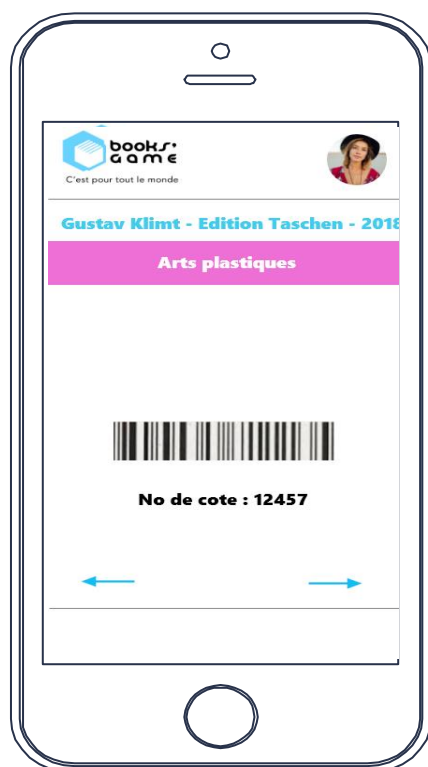 books'
game
C'est pour tout le monde
Gustav Klimt - Edition Taschen - 2018
Arts plastiques
No de cote : 12457